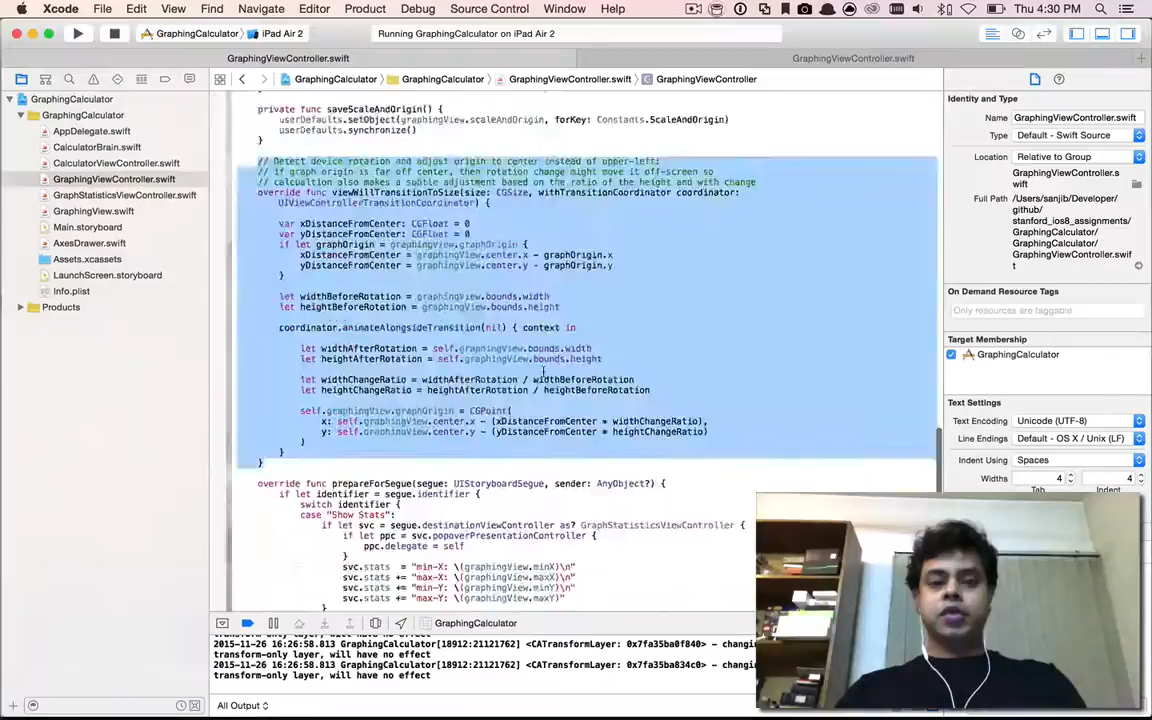 Xcode File Edit View Find Navigate Editor Product Debug Source Control Window Help Thu 4:30 PM
GraphingCalculator iPad Air 2 Running GraphingCalculator on iPad Air 2
GraphingViewController.swift GraphingViewController.swift
GraphingCalculator GraphingCalculator GraphingViewController.swift GraphingViewController
GraphingCalculator
GraphingCalculator
AppDelegate.swift
CalculatorBrain.swift
CalculatorViewController.swift
GraphingViewController.swift
GraphStatisticsViewController.swift
GraphingView.swift
Main.storyboard
AxesDrawer.swift
Assets.xcassets
LaunchScreen.storyboard
Info.plist
Products
private func saveScaleAndOrigin() {
userDefaults.setObject(graphingView.scaleAndOrigin, forKey: Constants.ScaleAndOrigin)
userDefaults.synchronize()
}
// Detect device rotation and adjust origin to center instead of upper-left;
// if graph origin is far off center, then rotation change might move it off-screen so
// calcualtion also makes a subtle adjustment based on the ratio of the height and with change
override func viewWillTransitionToSize(size: CGSize, withTransitionCoordinator coordinator:
UIViewControllerTransitionCoordinator) {
var xDistanceFromCenter: CGFloat = 0
var yDistanceFromCenter: CGFloat = 0
if let graphOrigin = graphingView.graphOrigin {
xDistanceFromCenter = graphingView.center.x - graphOrigin.x
yDistanceFromCenter = graphingView.center.y - graphOrigin.y
}
let widthBeforeRotation = graphingView.bounds.width
let heightBeforeRotation = graphingView.bounds.height
coordinator.animateAlongsideTransition(nil) { context in
let widthAfterRotation = self.graphingView.bounds.width
let heightAfterRotation = self.graphingView.bounds.height
let widthChangeRatio = widthAfterRotation / widthBeforeRotation
let heightChangeRatio = heightAfterRotation / heightBeforeRotation
self.graphingView.graphOrigin = CGPoint(
x: self.graphingView.center.x - (xDistanceFromCenter * widthChangeRatio),
y: self.graphingView.center.y - (yDistanceFromCenter * heightChangeRatio)
)
}
}
override func prepareForSegue(segue: UIStoryboardSegue, sender: AnyObject?) {
if let identifier = segue.identifier {
switch identifier {
case "Show Stats":
if let svc = segue.destinationViewController as? GraphStatisticsViewController {
if let ppc = svc.popoverPresentationController {
ppc.delegate = self
}
svc.stats = "min-X: \(graphingView.minX)\n"
svc.stats += "max-X: \(graphingView.maxX)\n"
svc.stats += "min-Y: \(graphingView.minY)\n"
svc.stats += "max-Y: \(graphingView.maxY)"
}
GraphingCalculator
transform-only layer, will have no effect
2015-11-26 16:26:58.813 GraphingCalculator[18912:21121762] <CATransformLayer: 0x7fa35ba0f840> - changin
transform-only layer, will have no effect
2015-11-26 16:26:58.813 GraphingCalculator[18912:21121762] <CATransformLayer: 0x7fa35ba834c0> - changin
transform-only layer, will have no effect
All Output
Identity and Type
Name GraphingViewController.swift
Type Default - Swift Source
Location Relative to Group
GraphingViewController.s
wift
Full Path /Users/sanjib/Developer/
github/
stanford_ios8_assignments/
GraphingCalculator/
GraphingCalculator/
GraphingViewController.swif
t
On Demand Resource Tags
Only resources are taggable
Target Membership
GraphingCalculator
Text Settings
Text Encoding Unicode (UTF-8)
Line Endings Default - OS X / Unix (LF)
Indent Using Spaces
Widths 4 4
Tab Indent